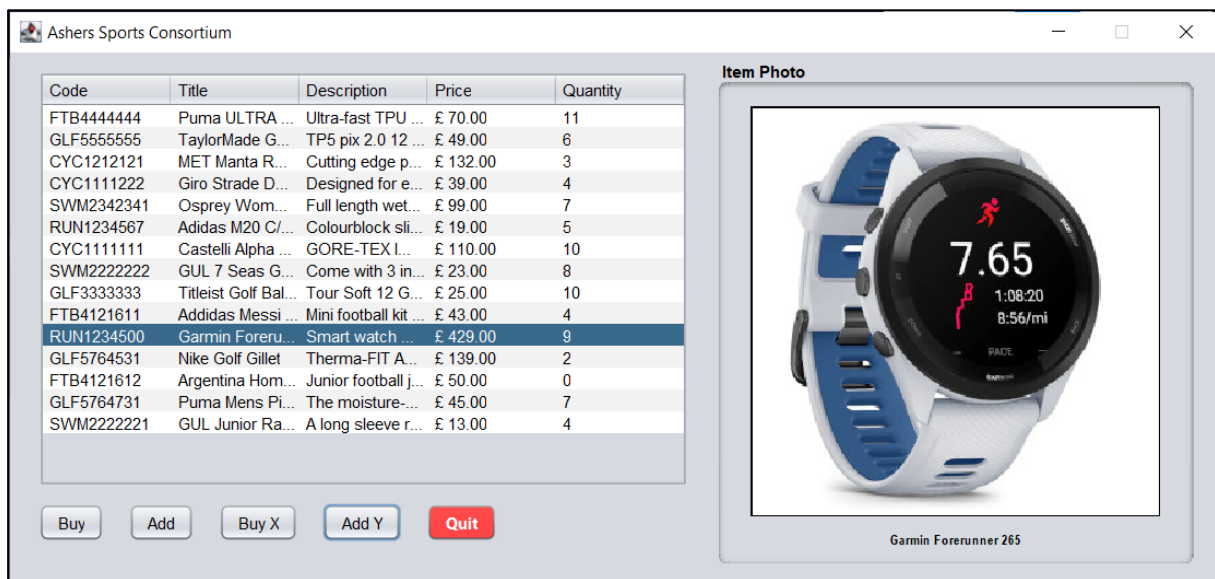 Ashers Sports Consortium
Code Title Description Price Quantity
FTB4444444 Puma ULTRA ... Ultra-fast TPU ... £ 70.00 11
GLF5555555 TaylorMade G... TP5 pix 2.0 12 ... £ 49.00 6
CYC1212121 MET Manta R... Cutting edge p... £ 132.00 3
CYC1111222 Giro Strade D... Designed for e... £ 39.00 4
SWM2342341 Osprey Wom... Full length wet... £ 99.00 7
RUN1234567 Adidas M20 C/... Colourblock sli... £ 19.00 5
CYC1111111 Castelli Alpha ... GORE-TEX I... £ 110.00 10
SWM2222222 GUL 7 Seas G... Come with 3 in... £ 23.00 8
GLF3333333 Titleist Golf Bal... Tour Soft 12 G... £ 25.00 10
FTB4121611 Addidas Messi ... Mini football kit ... £ 43.00 4
RUN1234500 Garmin Foreru... Smart watch ... £ 429.00 9
GLF5764531 Nike Golf Gillet Therma-FIT A... £ 139.00 2
FTB4121612 Argentina Hom... Junior football j... £ 50.00 0
GLF5764731 Puma Mens Pi... The moisture-... £ 45.00 7
SWM2222221 GUL Junior Ra... A long sleeve r... £ 13.00 4
Buy Add Buy X Add Y Quit
Item Photo
7.65
1:08:20
8:56/mi
PACE
GARMIN
Garmin Forerunner 265